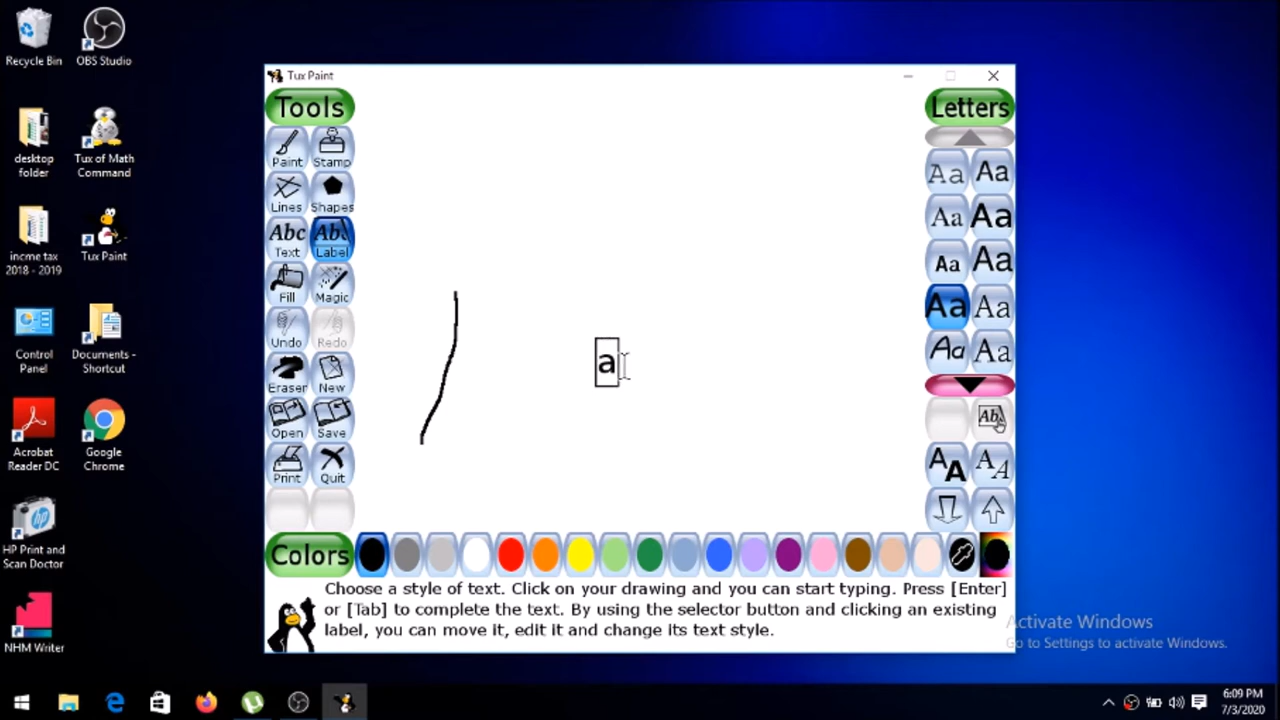 Recycle Bin
OBS Studio
desktop folder
Tux of Math Command
incme tax 2018 - 2019
Tux Paint
Control Panel
Documents - Shortcut
Acrobat Reader DC
Google Chrome
HP Print and Scan Doctor
NHM Writer
Tux Paint
Tools
Paint
Stamp
Lines
Shapes
Abc
Text
Abc
Label
Fill
Magic
Undo
Redo
Eraser
New
Open
Save
Print
Quit
a
Letters
Aa Aa
Aa Aa
Aa Aa
Aa Aa
Aa Aa
Abc
AA AA
Colors
Choose a style of text. Click on your drawing and you can start typing. Press [Enter]
or [Tab] to complete the text. By using the selector button and clicking an existing
label, you can move it, edit it and change its text style.
Activate Windows
Go to Settings to activate Windows.
6:09 PM
7/3/2020